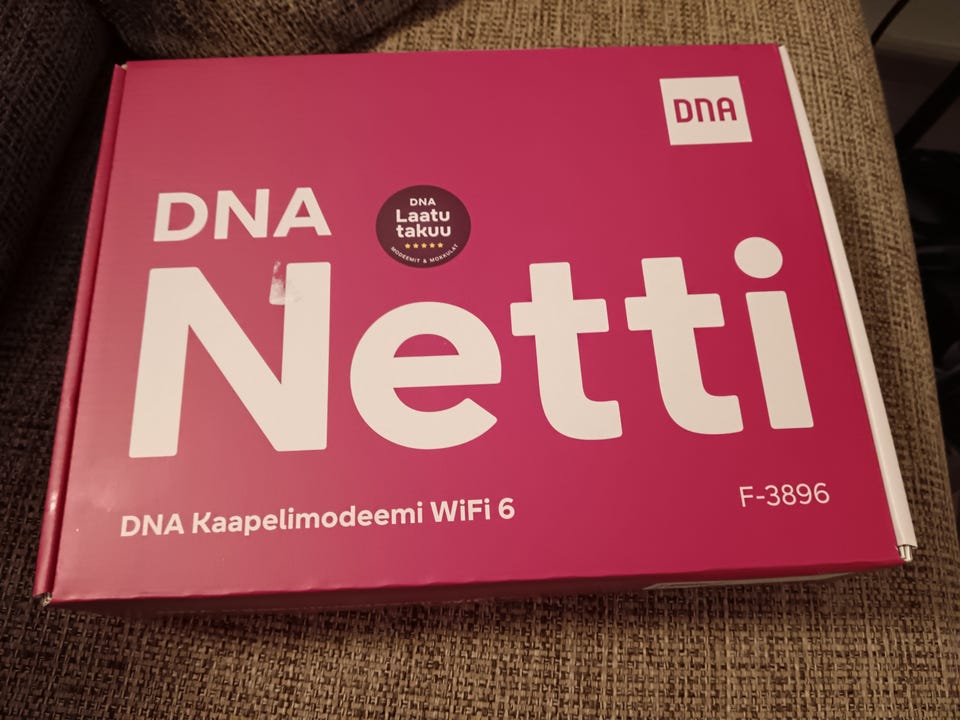 DNA
DNA
DNA
Laatu
takuu
MODEEMIT & MOKKULAT
Netti
F-3896
DNA Kaapelimodeemi WiFi 6